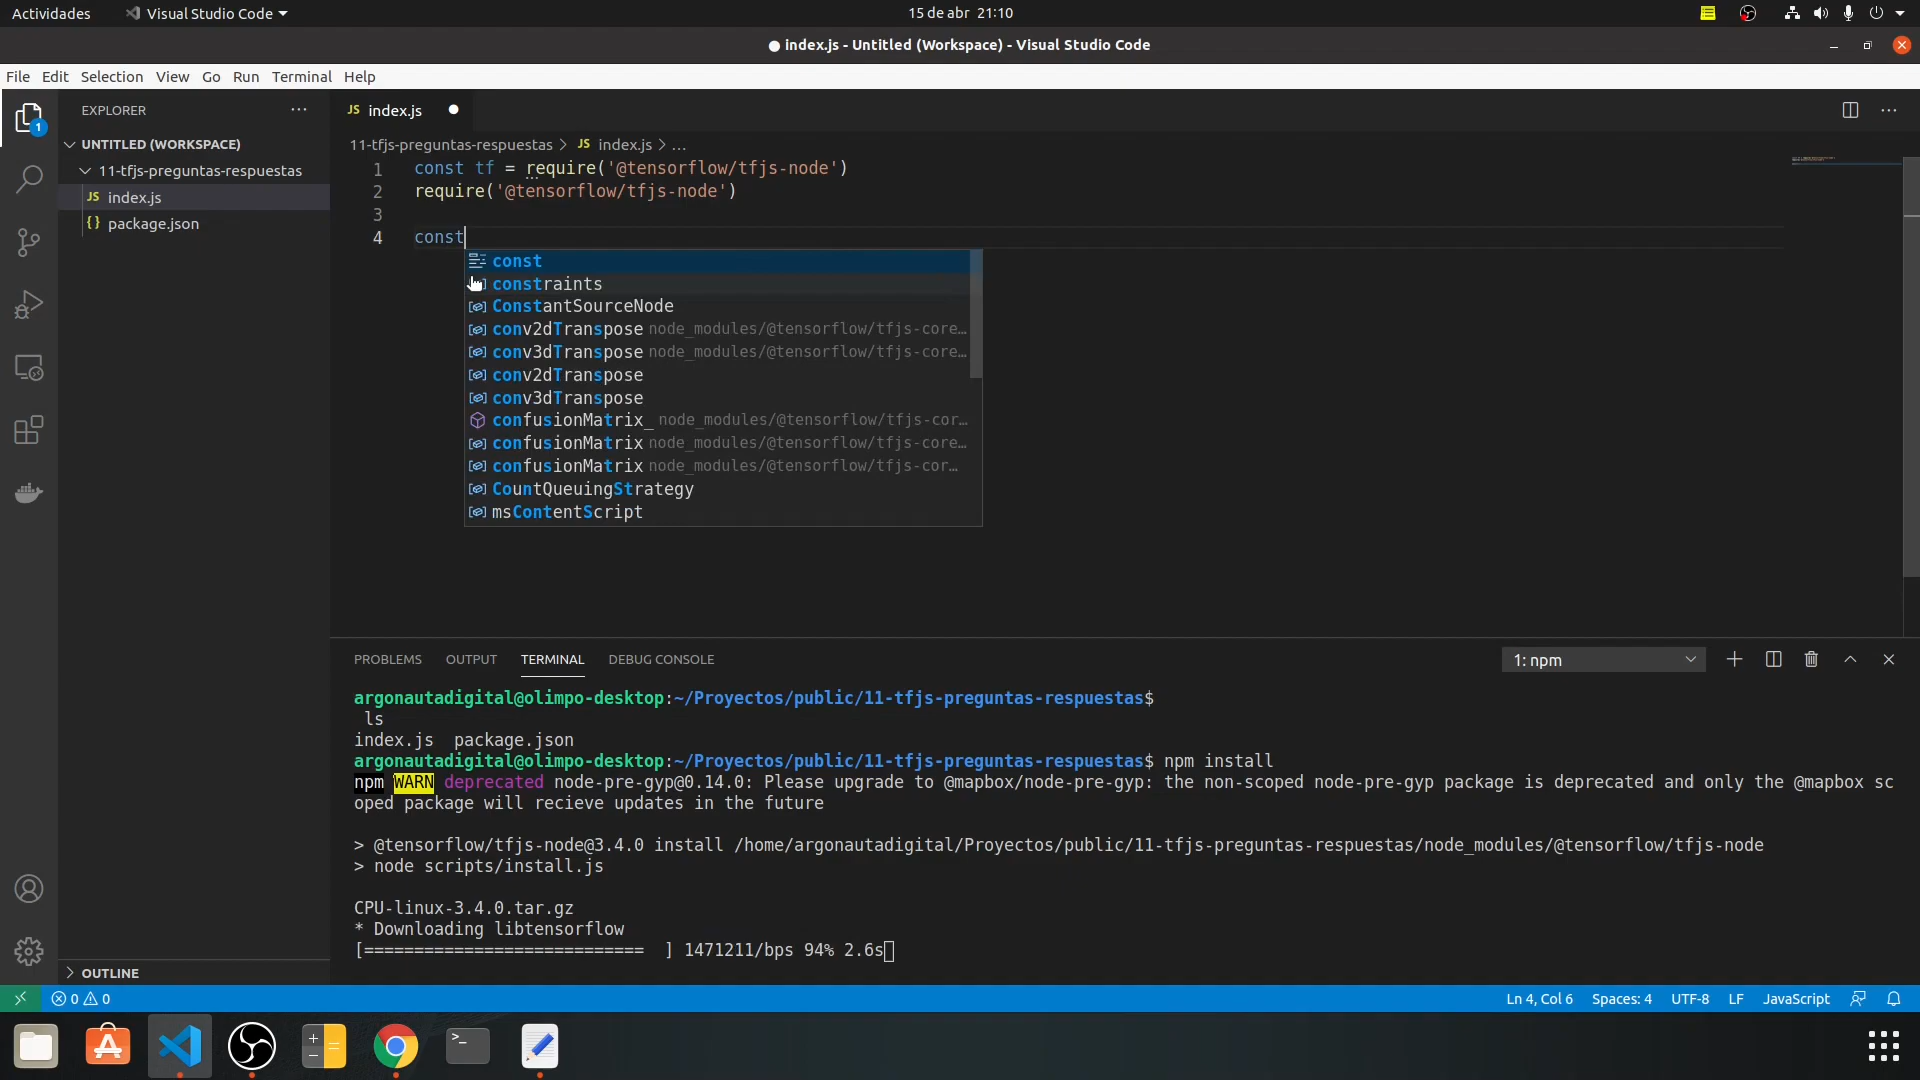 Actividades
Visual Studio Code
15 de abr 21:10
● index.js - Untitled (Workspace) - Visual Studio Code
File Edit Selection View Go Run Terminal Help
1
EXPLORER
UNTITLED (WORKSPACE)
11-tfjs-preguntas-respuestas
JS index.js
{} package.json
OUTLINE
JS index.js
11-tfjs-preguntas-respuestas > JS index.js > ...
1 const tf = require('@tensorflow/tfjs-node')
2 require('@tensorflow/tfjs-node')
3
4 const
const
constraints
ConstantSourceNode
conv2dTranspose node_modules/@tensorflow/tfjs-core…
conv3dTranspose node_modules/@tensorflow/tfjs-core…
conv2dTranspose
conv3dTranspose
confusionMatrix_ node_modules/@tensorflow/tfjs-cor…
confusionMatrix node_modules/@tensorflow/tfjs-core…
confusionMatrix node_modules/@tensorflow/tfjs-cor…
CountQueuingStrategy
msContentScript
PROBLEMS OUTPUT TERMINAL DEBUG CONSOLE
1: npm
argonautadigital@olimpo-desktop:~/Proyectos/public/11-tfjs-preguntas-respuestas$
ls
index.js package.json
argonautadigital@olimpo-desktop:~/Proyectos/public/11-tfjs-preguntas-respuestas$ npm install
npm WARN deprecated node-pre-gyp@0.14.0: Please upgrade to @mapbox/node-pre-gyp: the non-scoped node-pre-gyp package is deprecated and only the @mapbox sc
oped package will recieve updates in the future
> @tensorflow/tfjs-node@3.4.0 install /home/argonautadigital/Proyectos/public/11-tfjs-preguntas-respuestas/node_modules/@tensorflow/tfjs-node
> node scripts/install.js
CPU-linux-3.4.0.tar.gz
* Downloading libtensorflow
[============================  ] 1471211/bps 94% 2.6s
0 0
Ln 4, Col 6 Spaces: 4 UTF-8 LF JavaScript